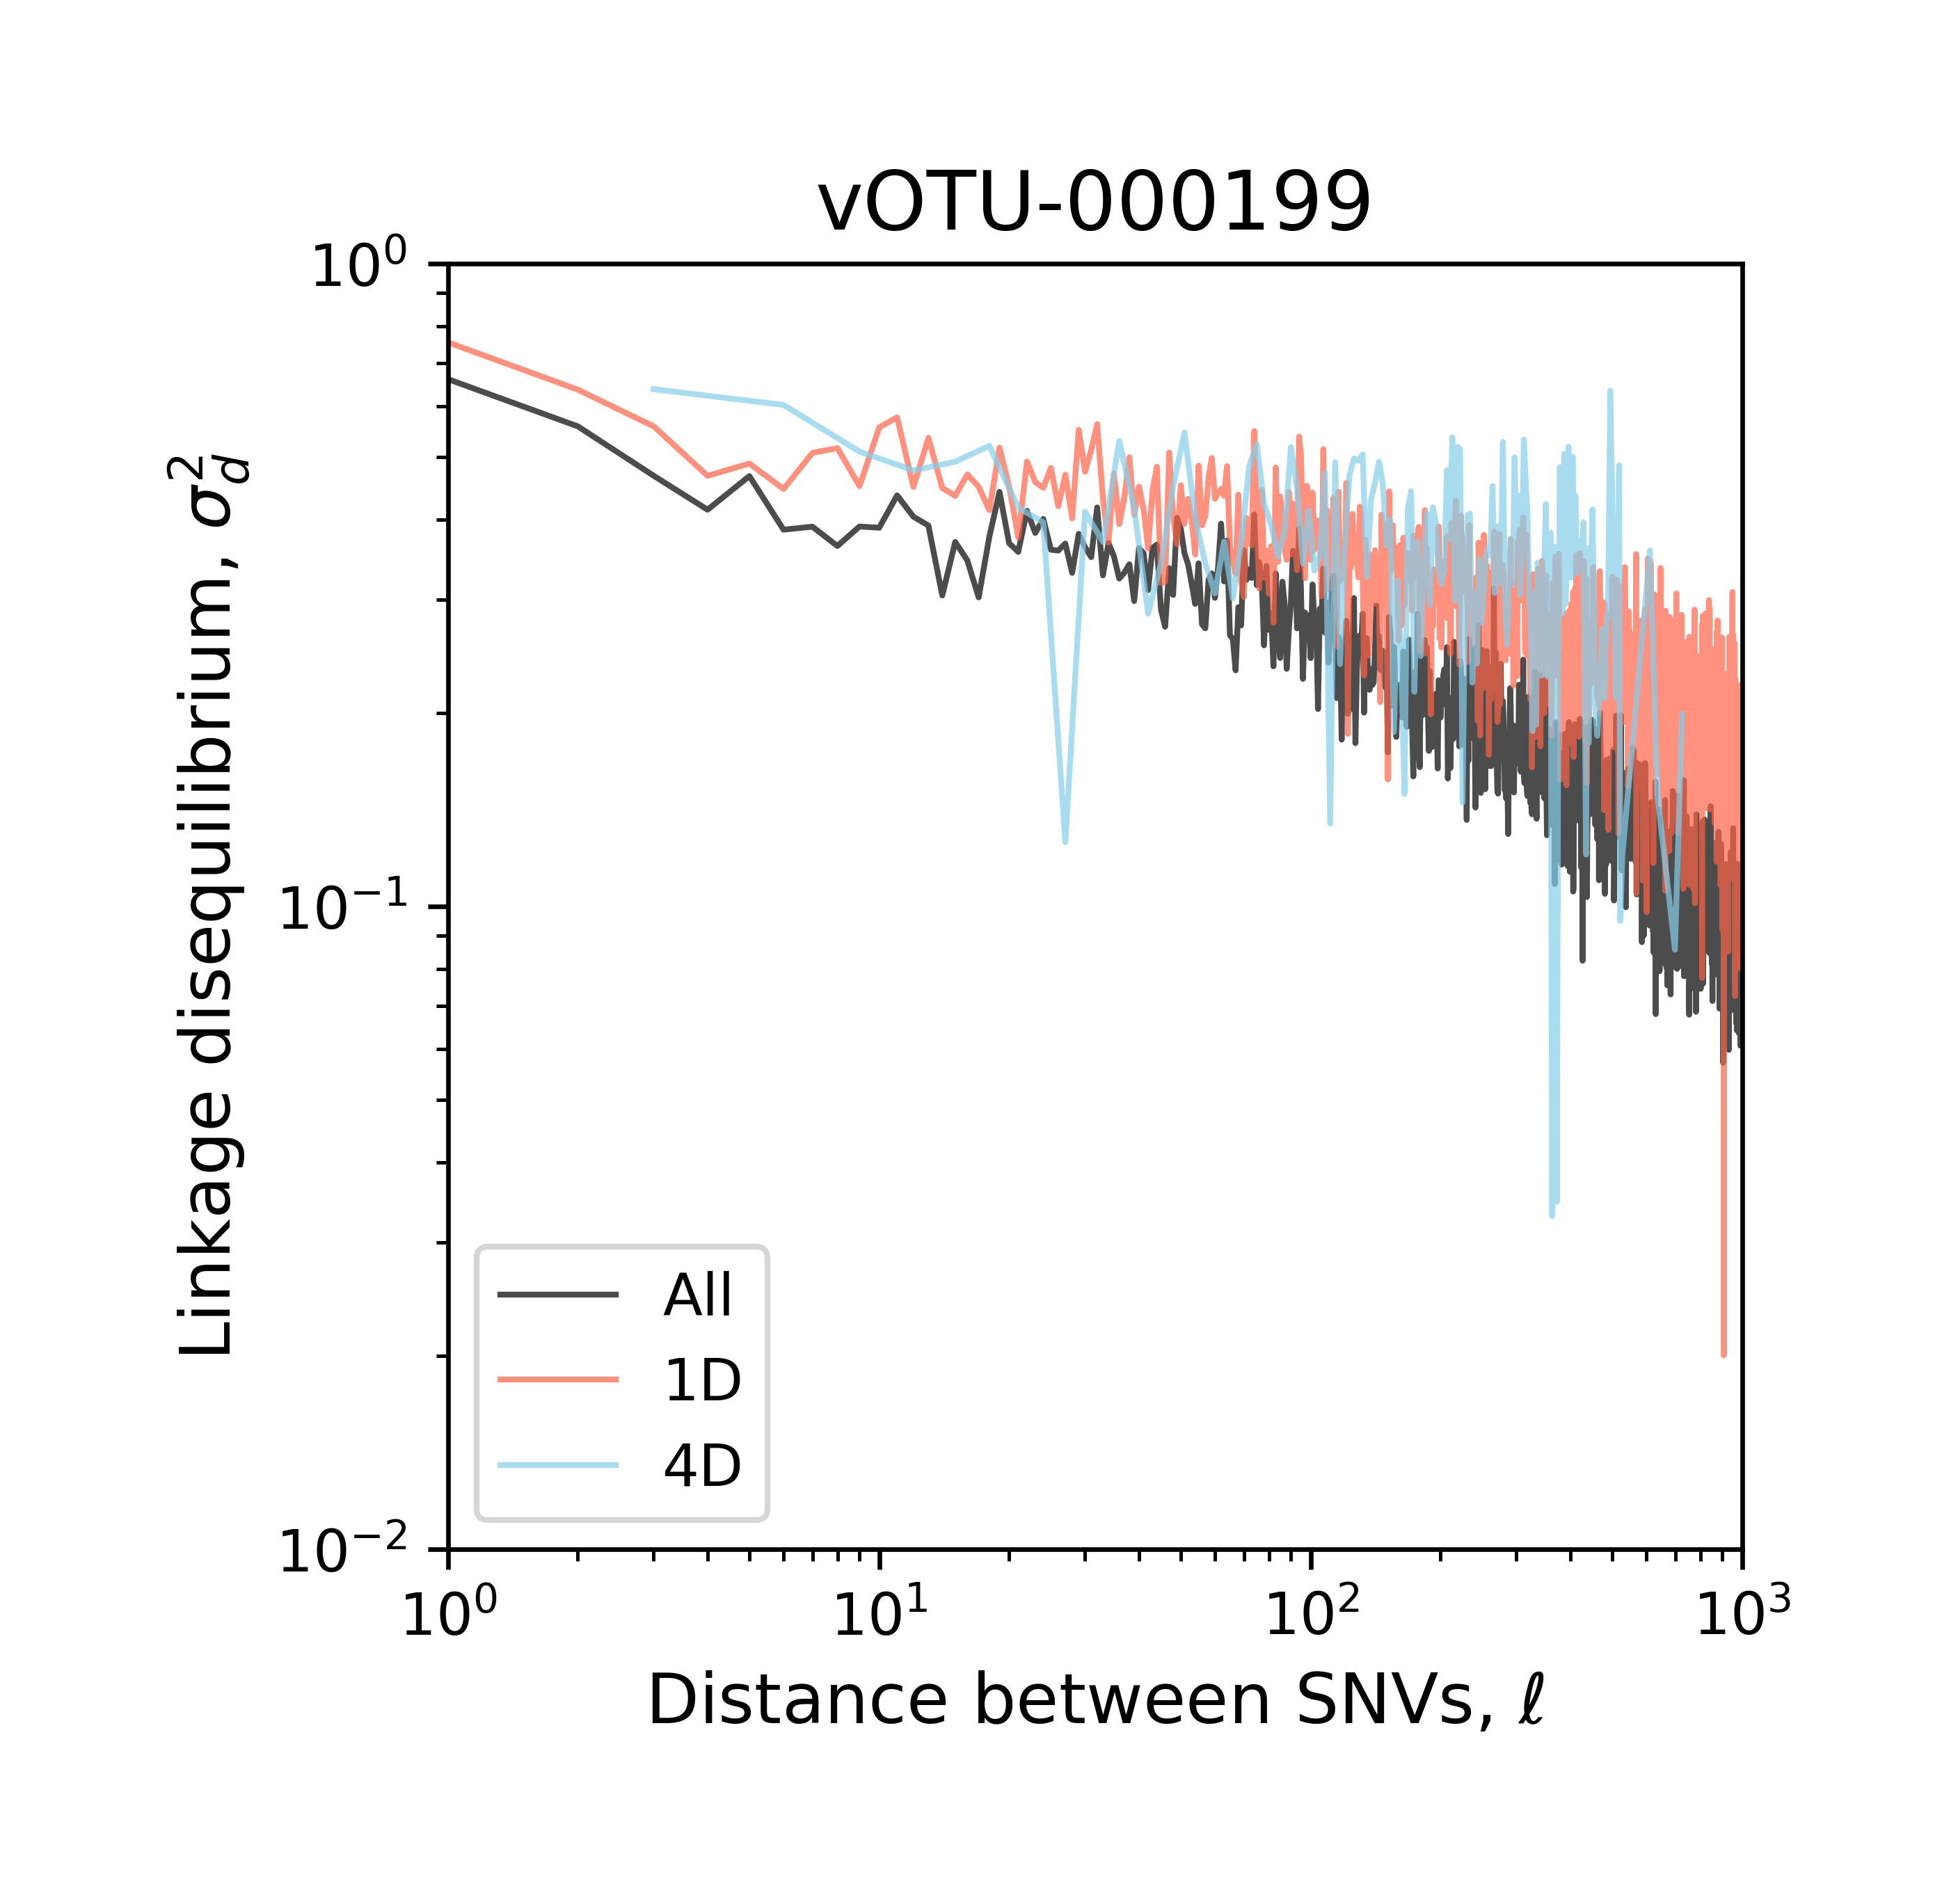 vOTU-000199
Linkage disequilibrium, σ_d^2
10^0
10^-1
10^-2
All
1D
4D
10^0 10^1 10^2 10^3
Distance between SNVs, ℓ